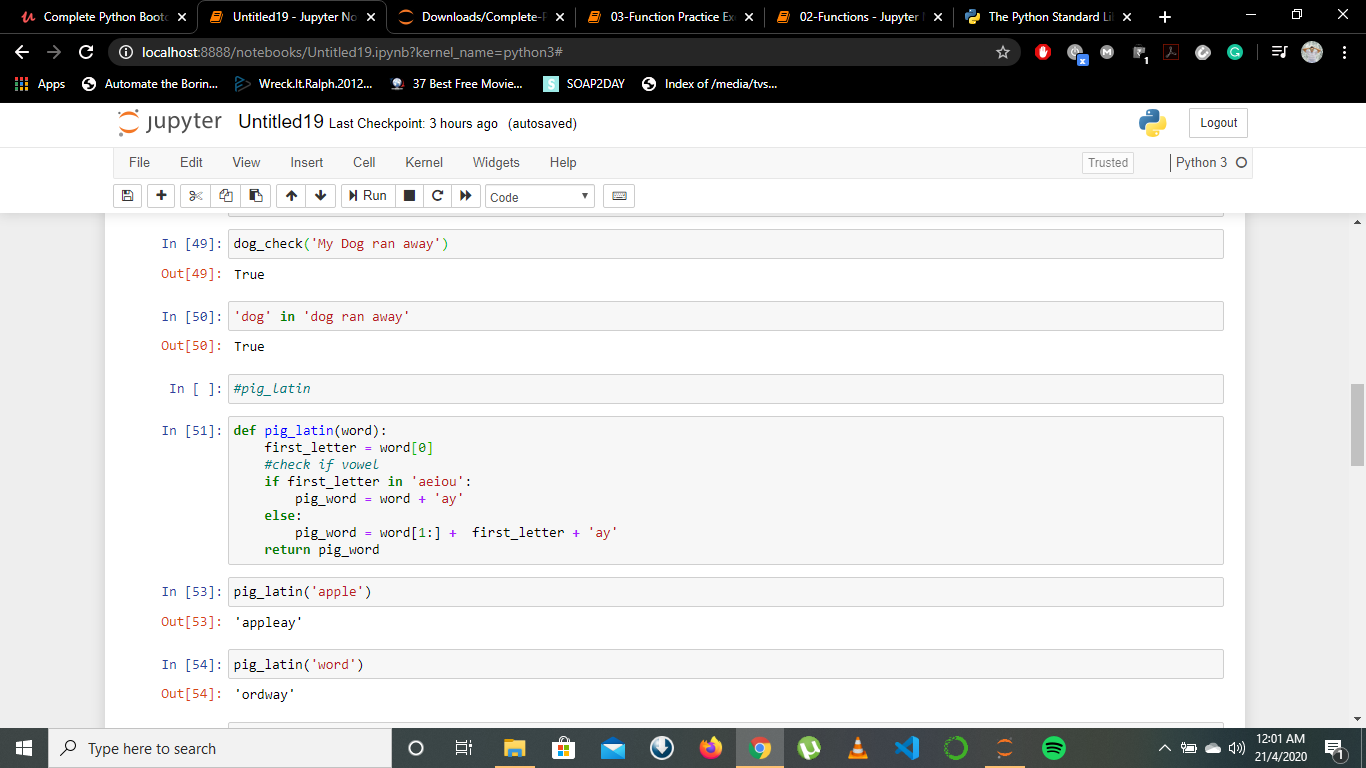 Complete Python Bootc
Untitled19 - Jupyter No
Downloads/Complete-P
03-Function Practice Exe
02-Functions - Jupyter
The Python Standard Li
localhost:8888/notebooks/Untitled19.ipynb?kernel_name=python3#
Apps
Automate the Borin...
Wreck.It.Ralph.2012...
37 Best Free Movie...
SOAP2DAY
Index of /media/tvs...
jupyter Untitled19 Last Checkpoint: 3 hours ago (autosaved)
Logout
File Edit View Insert Cell Kernel Widgets Help
Trusted
Python 3
Run
Code
In [49]: dog_check('My Dog ran away')
Out[49]: True
In [50]: 'dog' in 'dog ran away'
Out[50]: True
In [ ]: #pig_latin
In [51]: def pig_latin(word):
first_letter = word[0]
#check if vowel
if first_letter in 'aeiou':
pig_word = word + 'ay'
else:
pig_word = word[1:] +  first_letter + 'ay'
return pig_word
In [53]: pig_latin('apple')
Out[53]: 'appleay'
In [54]: pig_latin('word')
Out[54]: 'ordway'
Type here to search
12:01 AM
21/4/2020
1